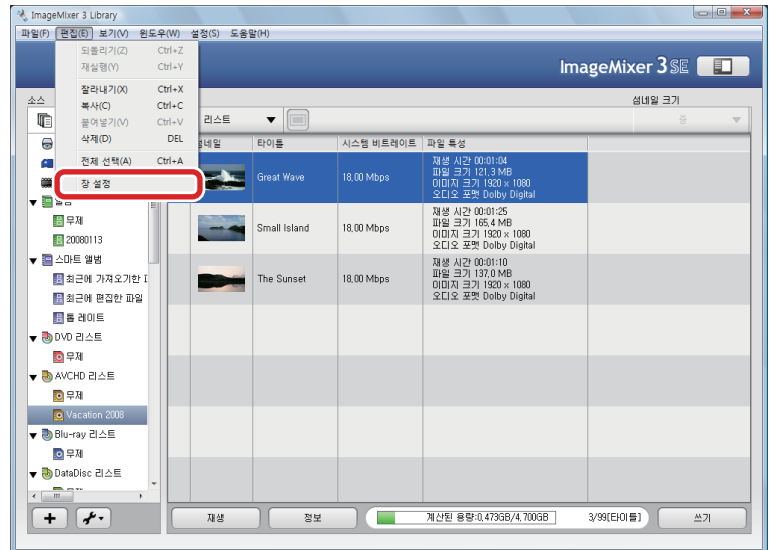 ImageMixer 3 Library
파일(F) 편집(E) 보기(V) 윈도우(W) 설정(S) 도움말(H)
되돌리기(Z) Ctrl+Z
재실행(Y) Ctrl+Y
잘라내기(X) Ctrl+X
복사(C) Ctrl+C
붙여넣기(V) Ctrl+V
삭제(D) DEL
전체 선택(A) Ctrl+A
장 설정
ImageMixer 3 SE
소스
섬네일 크기
리스트
중
타이틀 시스템 비트레이트 파일 특성
Great Wave 18,00 Mbps
재생 시간 00:01:04
파일 크기 121,3 MB
이미지 크기 1920 x 1080
오디오 포맷 Dolby Digital
Small Island 18,00 Mbps
재생 시간 00:01:25
파일 크기 165,4 MB
이미지 크기 1920 x 1080
오디오 포맷 Dolby Digital
The Sunset 18,00 Mbps
재생 시간 00:01:10
파일 크기 137,0 MB
이미지 크기 1920 x 1080
오디오 포맷 Dolby Digital
무제
20080113
스마트 앨범
최근에 가져오기한
최근에 편집한 파일
톱 레이트
DVD 리스트
무제
AVCHD 리스트
무제
Vacation 2008
Blu-ray 리스트
무제
DataDisc 리스트
재생
정보
계산된 용량:0,473GB/4,700GB
3/99[타이틀]
쓰기